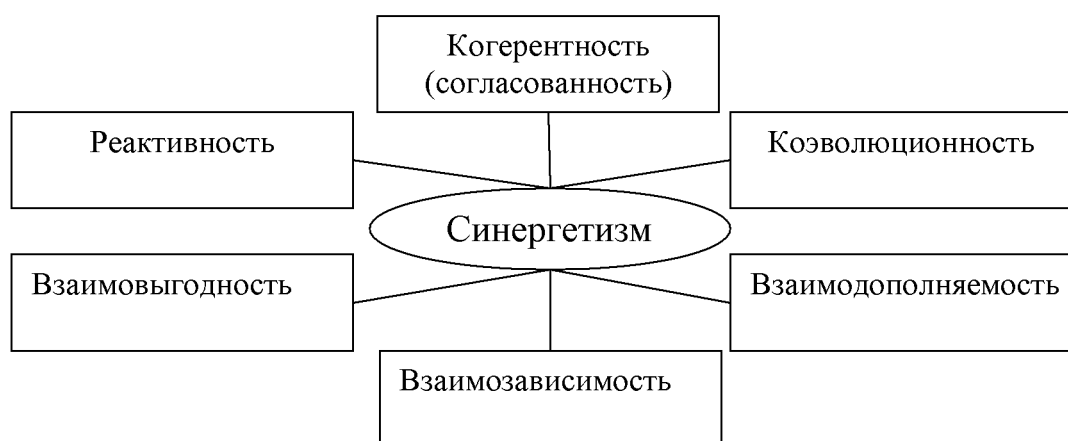 Когерентность
(согласованность)
Реактивность
Коэволюционность
Синергетизм
Взаимовыгодность
Взаимодополняемость
Взаимозависимость